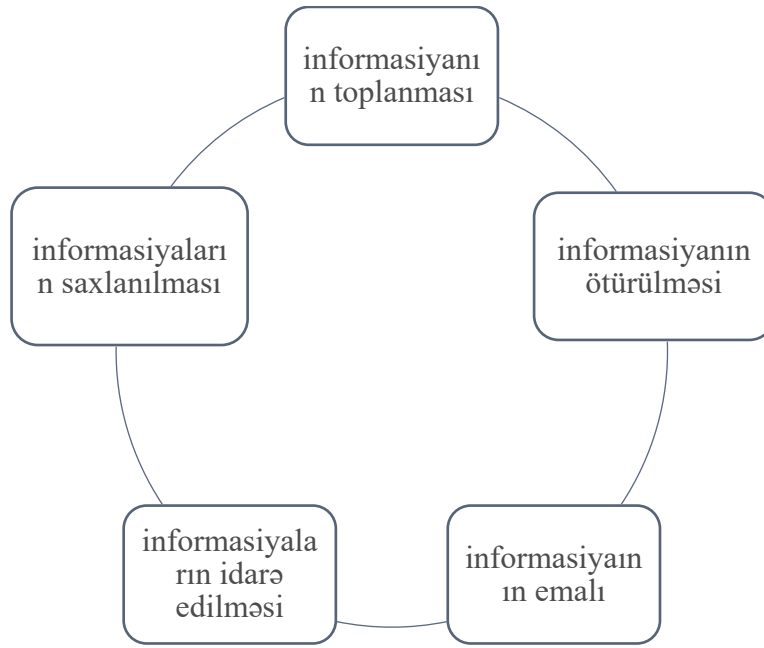 informasiyanı
n toplanması
informasiyanın
ötürülməsi
informasiyaın
ın emalı
informasiyala
rın idarə
edilməsi
informasiyaları
n saxlanılması